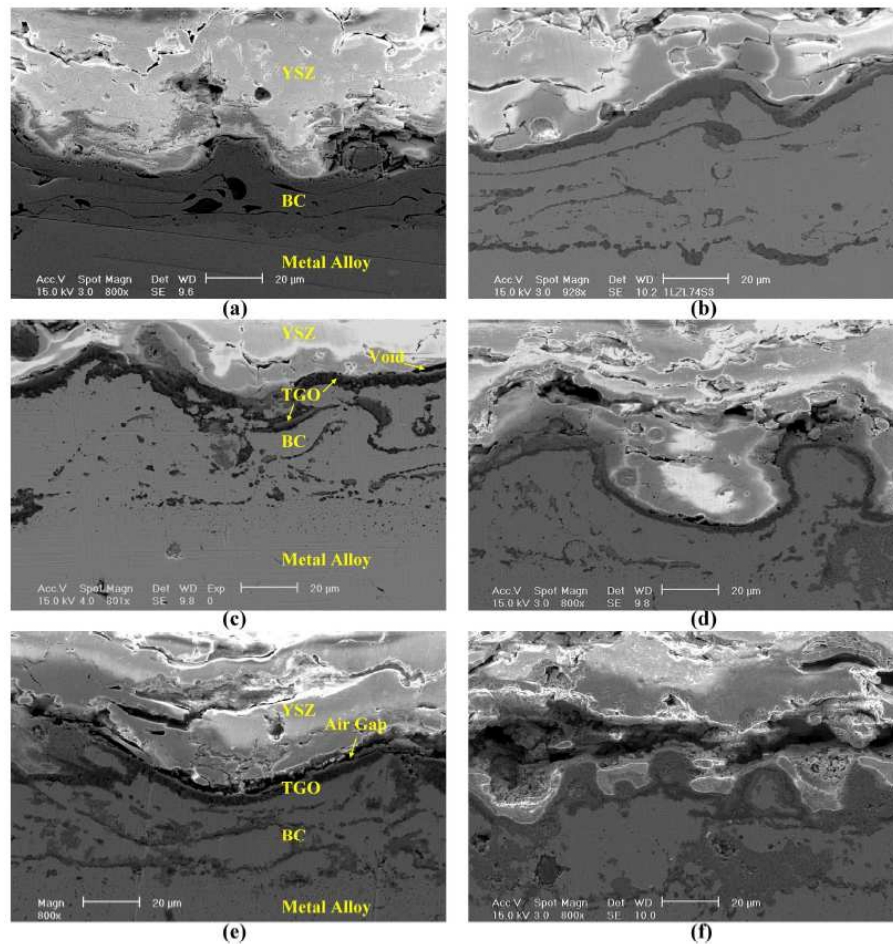 YSZ
BC
Metal Alloy
Acc.V Spot Magn Det WD 20 μm
15.0 kV 3.0 800x SE 9.6
(a)
Acc.V Spot Magn Det WD 20 μm
15.0 kV 3.0 928x SE 10.2 1LZL74S3
(b)
YSZ
Void
TGO
BC
Metal Alloy
Acc.V Spot Magn Det WD Exp 20 μm
15.0 kV 4.0 801x SE 9.8 0
(c)
Acc.V Spot Magn Det WD 20 μm
15.0 kV 3.0 800x SE 9.8
(d)
YSZ
Air Gap
TGO
BC
Magn 20 μm
800x
Metal Alloy
(e)
Acc.V Spot Magn Det WD 20 μm
15.0 kV 3.0 800x SE 10.0
(f)